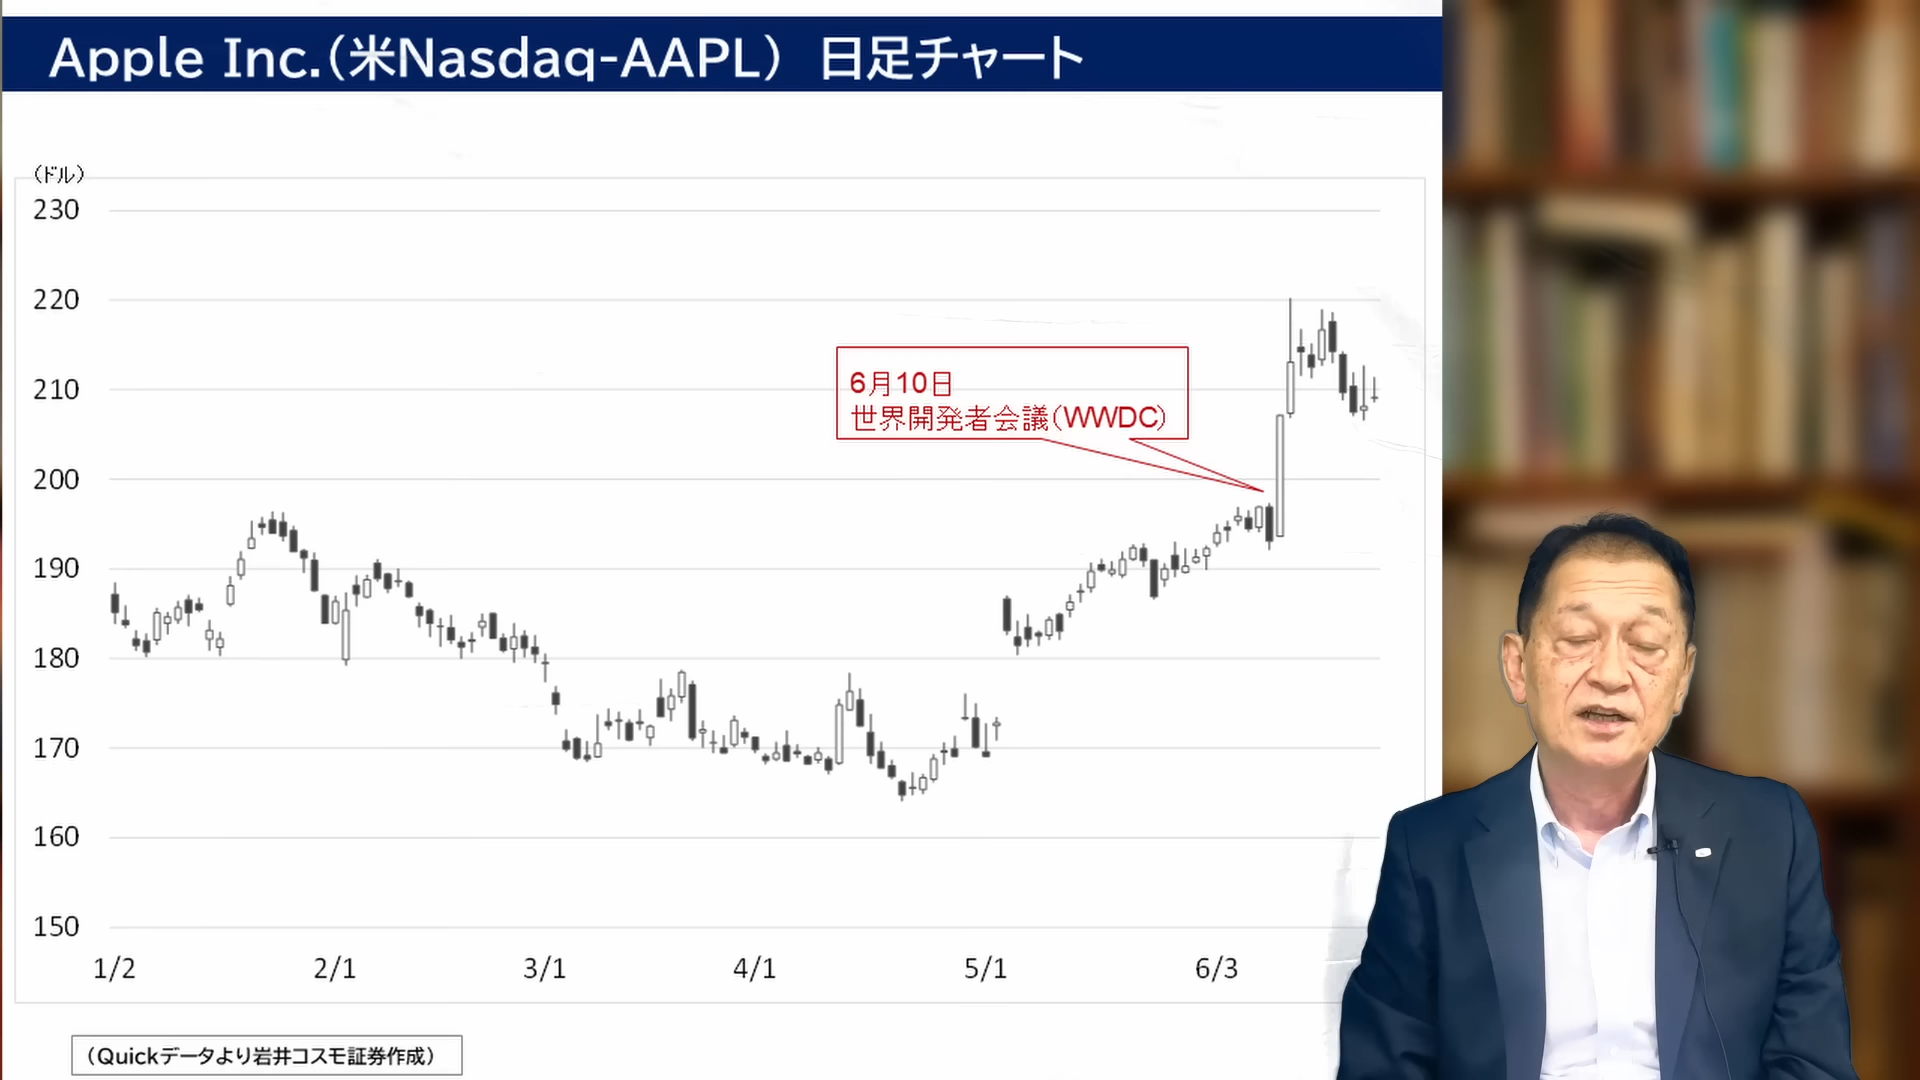 Apple Inc.(米Nasdaq-AAPL) 日足チャート
(ドル)
230
220
210
200
190
180
170
160
150
6月10日
世界開発者会議(WWDC)
1/2 2/1 3/1 4/1 5/1 6/3
(Quickデータより岩井コスモ証券作成)